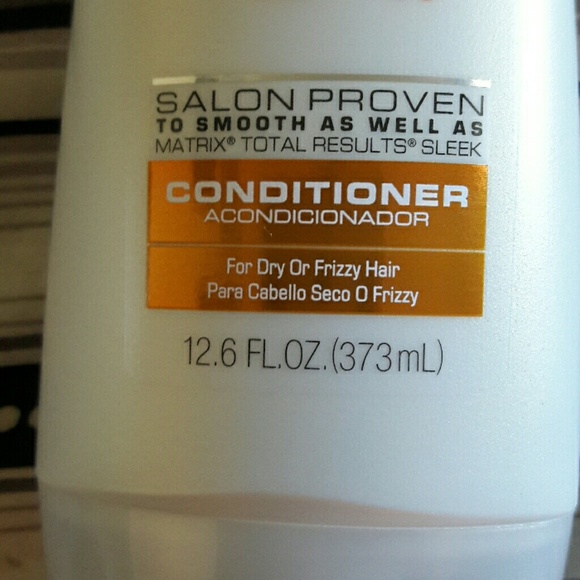 SALON PROVEN
TO SMOOTH AS WELL AS
MATRIX® TOTAL RESULTS® SLEEK
CONDITIONER
ACONDICIONADOR
For Dry Or Frizzy Hair
Para Cabello Seco O Frizzy
12.6 FL.OZ.(373mL)